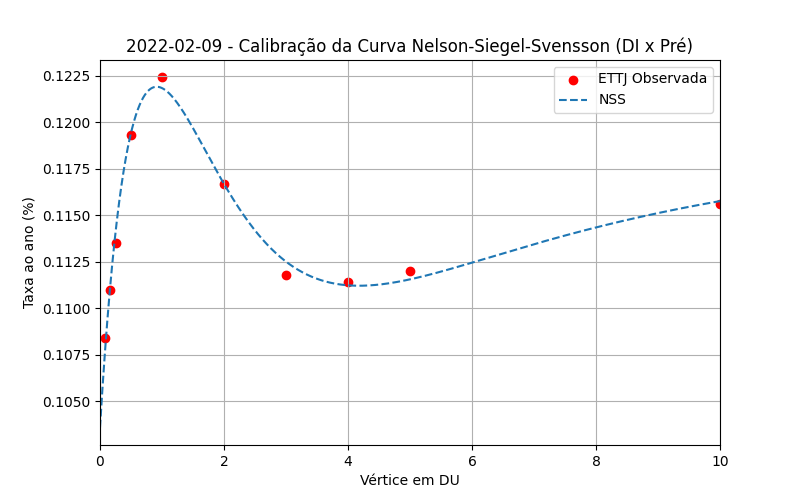 2022-02-09 - Calibração da Curva Nelson-Siegel-Svensson (DI x Pré)
ETTJ Observada
NSS
Taxa ao ano (%)
0.1225
0.1200
0.1175
0.1150
0.1125
0.1100
0.1075
0.1050
0 2 4 6 8 10
Vértice em DU